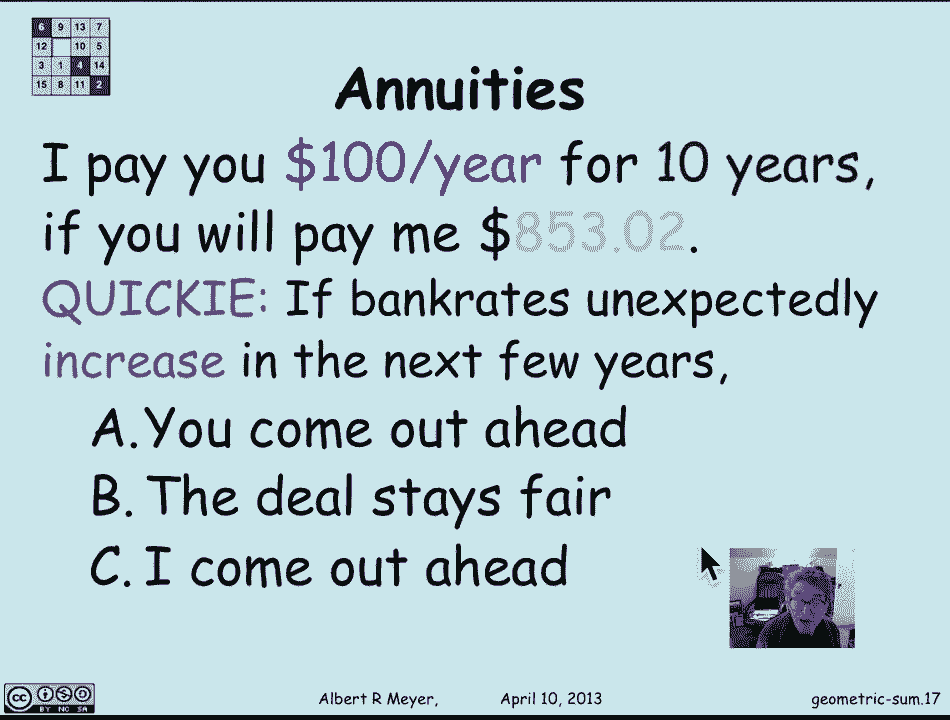 6 9 13 7
12 10 5
3 1 4 14
15 8 11 2
Annuities
I pay you $100/year for 10 years,
if you will pay me $853.02.
QUICKIE: If bankrates unexpectedly
increase in the next few years,
A. You come out ahead
B. The deal stays fair
C. I come out ahead
cc BY NC SA
Albert R Meyer, April 10, 2013 geometric-sum.17